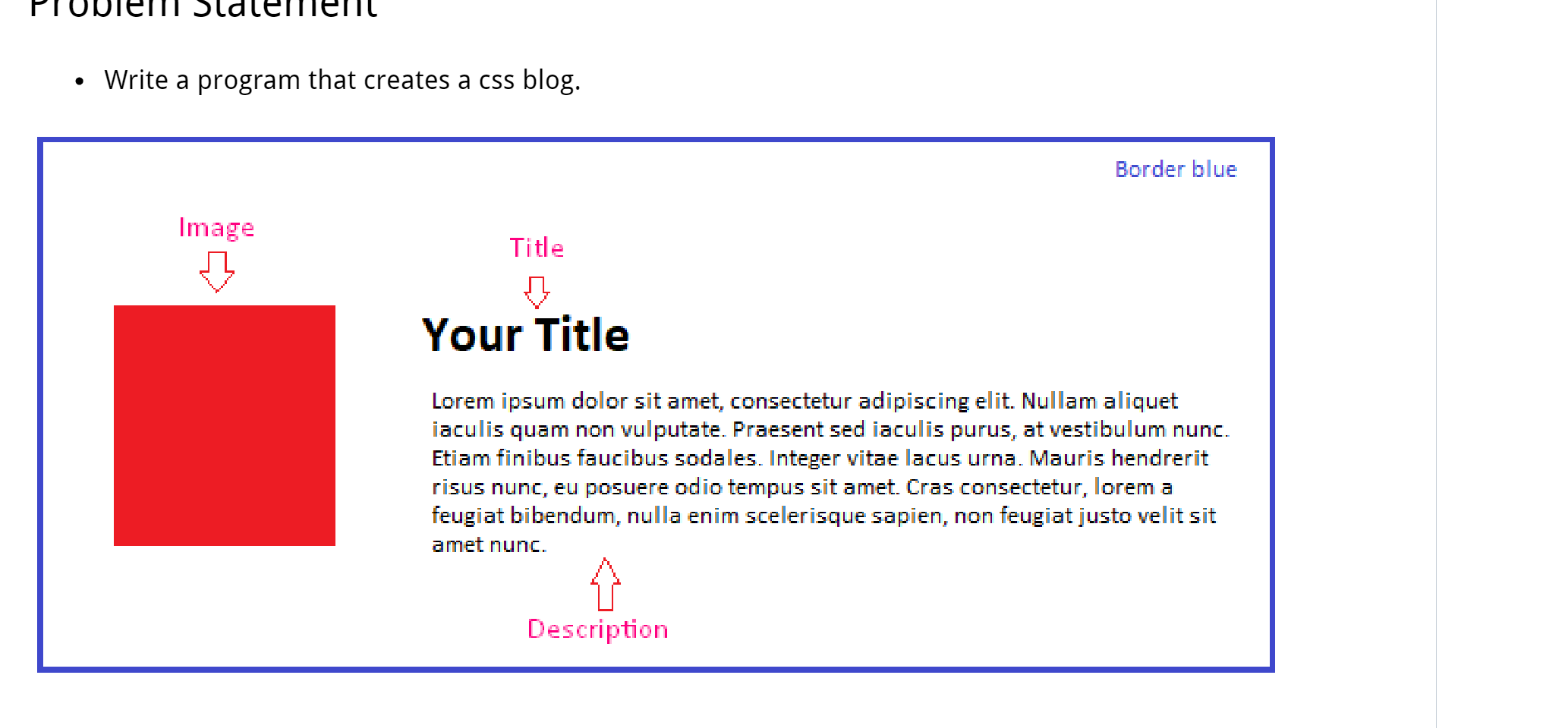 Problem Statement
• Write a program that creates a css blog.
Border blue
Image
Title
Your Title
Lorem ipsum dolor sit amet, consectetur adipiscing elit. Nullam aliquet
iaculis quam non vulputate. Praesent sed iaculis purus, at vestibulum nunc.
Etiam finibus faucibus sodales. Integer vitae lacus urna. Mauris hendrerit
risus nunc, eu posuere odio tempus sit amet. Cras consectetur, lorem a
feugiat bibendum, nulla enim scelerisque sapien, non feugiat justo velit sit
amet nunc.
Description